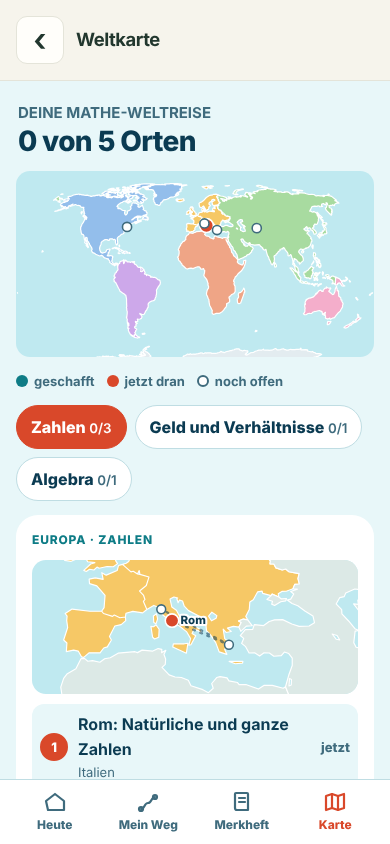 Weltkarte
DEINE MATHE-WELTREISE
0 von 5 Orten
geschafft
jetzt dran
noch offen
Zahlen 0/3
Geld und Verhältnisse 0/1
Algebra 0/1
EUROPA · ZAHLEN
Rom
1
Rom: Natürliche und ganze
Zahlen
Italien
jetzt
Heute
Mein Weg
Merkheft
Karte